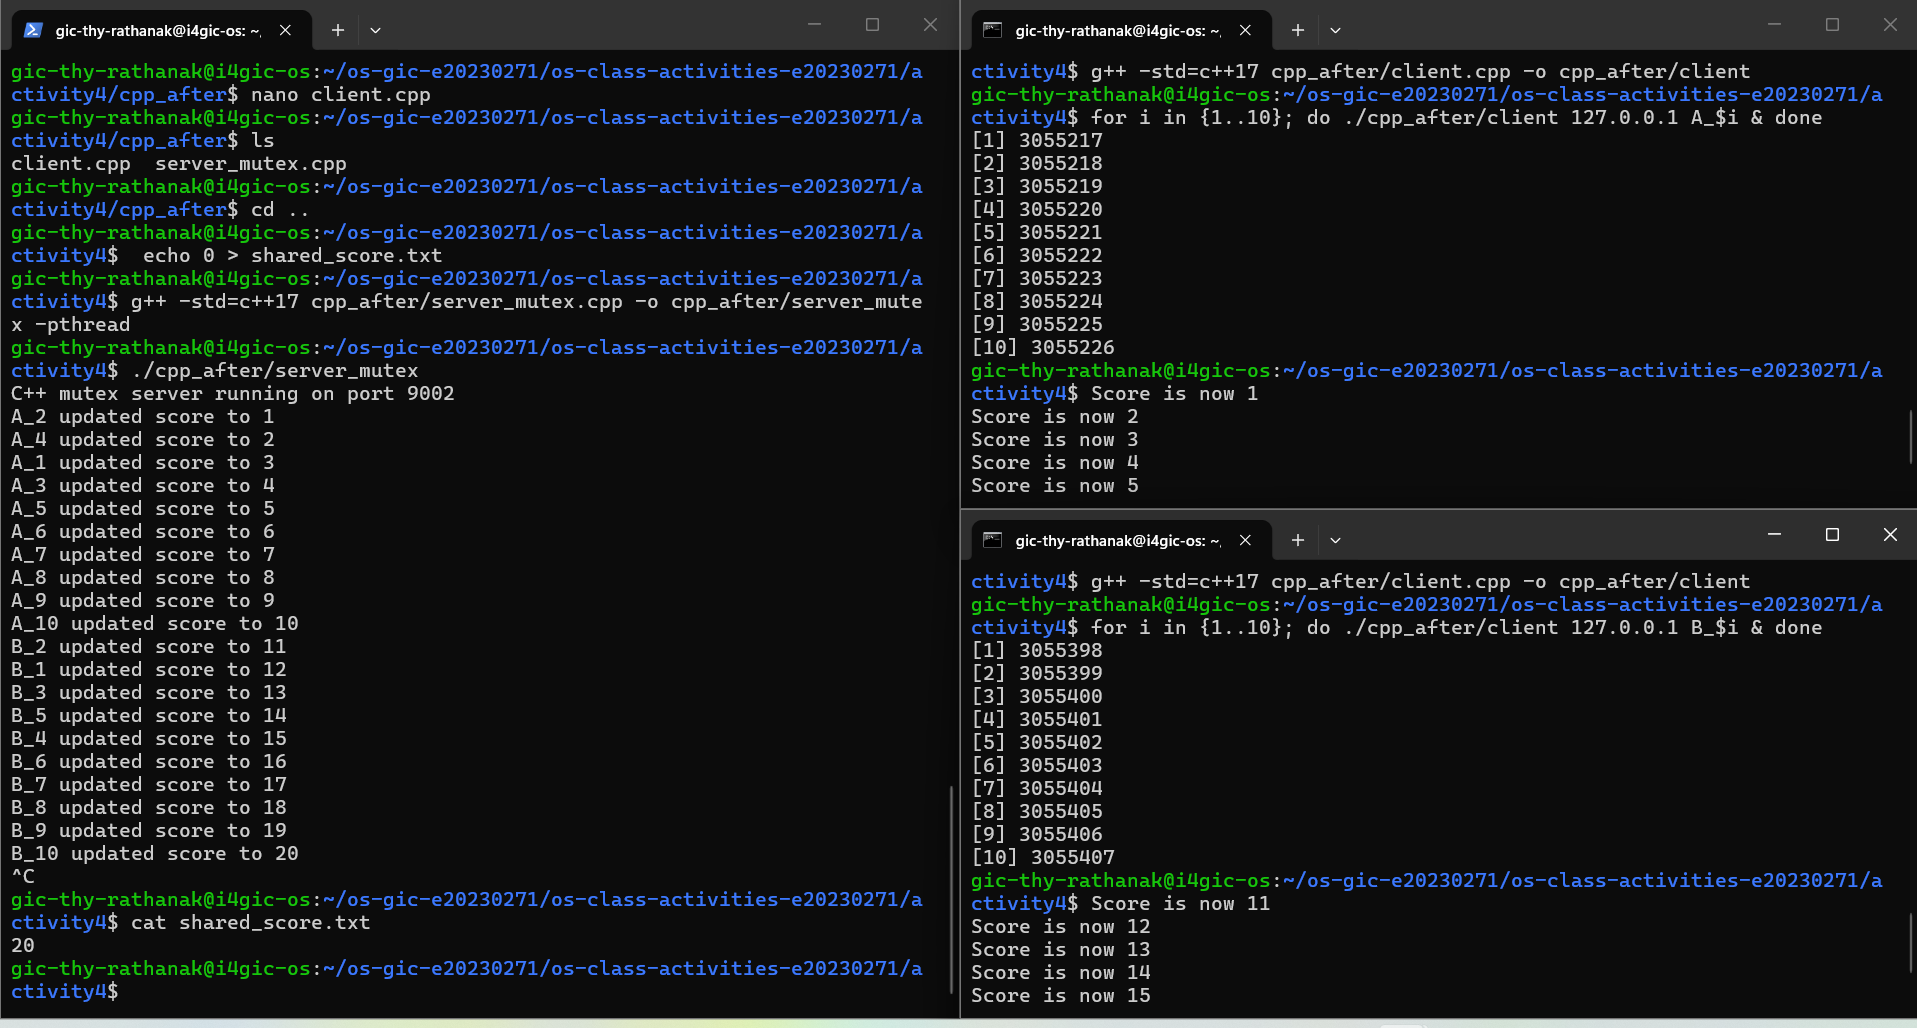 gic-thy-rathanak@i4gic-os: ~,
gic-thy-rathanak@i4gic-os:~/os-gic-e20230271/os-class-activities-e20230271/a
ctivity4/cpp_after$ nano client.cpp
gic-thy-rathanak@i4gic-os:~/os-gic-e20230271/os-class-activities-e20230271/a
ctivity4/cpp_after$ ls
client.cpp  server_mutex.cpp
gic-thy-rathanak@i4gic-os:~/os-gic-e20230271/os-class-activities-e20230271/a
ctivity4/cpp_after$ cd ..
gic-thy-rathanak@i4gic-os:~/os-gic-e20230271/os-class-activities-e20230271/a
ctivity4$  echo 0 > shared_score.txt
gic-thy-rathanak@i4gic-os:~/os-gic-e20230271/os-class-activities-e20230271/a
ctivity4$ g++ -std=c++17 cpp_after/server_mutex.cpp -o cpp_after/server_mute
x -pthread
gic-thy-rathanak@i4gic-os:~/os-gic-e20230271/os-class-activities-e20230271/a
ctivity4$ ./cpp_after/server_mutex
C++ mutex server running on port 9002
A_2 updated score to 1
A_4 updated score to 2
A_1 updated score to 3
A_3 updated score to 4
A_5 updated score to 5
A_6 updated score to 6
A_7 updated score to 7
A_8 updated score to 8
A_9 updated score to 9
A_10 updated score to 10
B_2 updated score to 11
B_1 updated score to 12
B_3 updated score to 13
B_5 updated score to 14
B_4 updated score to 15
B_6 updated score to 16
B_7 updated score to 17
B_8 updated score to 18
B_9 updated score to 19
B_10 updated score to 20
^C
gic-thy-rathanak@i4gic-os:~/os-gic-e20230271/os-class-activities-e20230271/a
ctivity4$ cat shared_score.txt
20
gic-thy-rathanak@i4gic-os:~/os-gic-e20230271/os-class-activities-e20230271/a
ctivity4$
gic-thy-rathanak@i4gic-os: ~,
ctivity4$ g++ -std=c++17 cpp_after/client.cpp -o cpp_after/client
gic-thy-rathanak@i4gic-os:~/os-gic-e20230271/os-class-activities-e20230271/a
ctivity4$ for i in {1..10}; do ./cpp_after/client 127.0.0.1 A_$i & done
[1] 3055217
[2] 3055218
[3] 3055219
[4] 3055220
[5] 3055221
[6] 3055222
[7] 3055223
[8] 3055224
[9] 3055225
[10] 3055226
gic-thy-rathanak@i4gic-os:~/os-gic-e20230271/os-class-activities-e20230271/a
ctivity4$ Score is now 1
Score is now 2
Score is now 3
Score is now 4
Score is now 5
gic-thy-rathanak@i4gic-os: ~,
ctivity4$ g++ -std=c++17 cpp_after/client.cpp -o cpp_after/client
gic-thy-rathanak@i4gic-os:~/os-gic-e20230271/os-class-activities-e20230271/a
ctivity4$ for i in {1..10}; do ./cpp_after/client 127.0.0.1 B_$i & done
[1] 3055398
[2] 3055399
[3] 3055400
[4] 3055401
[5] 3055402
[6] 3055403
[7] 3055404
[8] 3055405
[9] 3055406
[10] 3055407
gic-thy-rathanak@i4gic-os:~/os-gic-e20230271/os-class-activities-e20230271/a
ctivity4$ Score is now 11
Score is now 12
Score is now 13
Score is now 14
Score is now 15